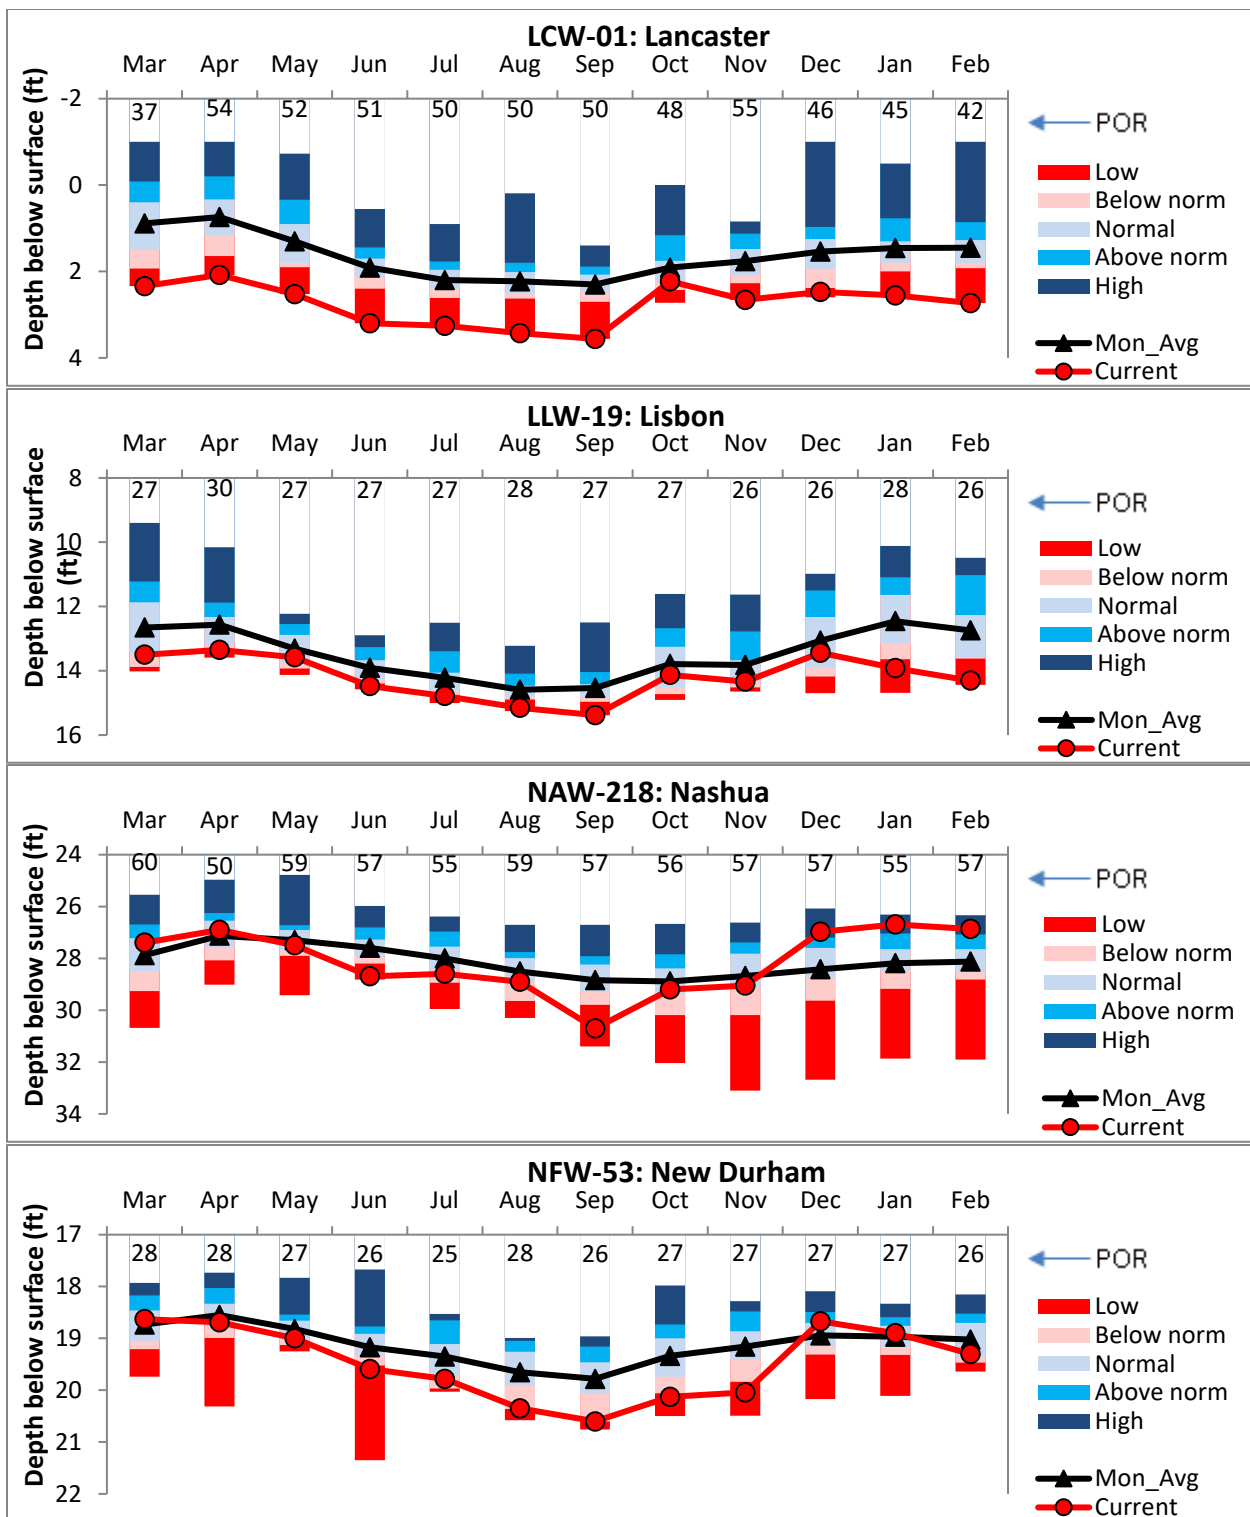 LCW-01: Lancaster
Mar Apr May Jun Jul Aug Sep Oct Nov Dec Jan Feb
Depth below surface (ft)
-2
0
2
4
37 54 52 51 50 50 50 48 55 46 45 42
POR
Low
Below norm
Normal
Above norm
High
Mon_Avg
Current
LLW-19: Lisbon
Mar Apr May Jun Jul Aug Sep Oct Nov Dec Jan Feb
Depth below surface
(ft)
8
10
12
14
16
27 30 27 27 27 28 27 27 26 26 28 26
POR
Low
Below norm
Normal
Above norm
High
Mon_Avg
Current
NAW-218: Nashua
Mar Apr May Jun Jul Aug Sep Oct Nov Dec Jan Feb
Depth below surface (ft)
24
26
28
30
32
34
60 50 59 57 55 59 57 56 57 57 55 57
POR
Low
Below norm
Normal
Above norm
High
Mon_Avg
Current
NFW-53: New Durham
Mar Apr May Jun Jul Aug Sep Oct Nov Dec Jan Feb
Depth below surface (ft)
17
18
19
20
21
22
28 28 27 26 25 28 26 27 27 27 27 26
POR
Low
Below norm
Normal
Above norm
High
Mon_Avg
Current